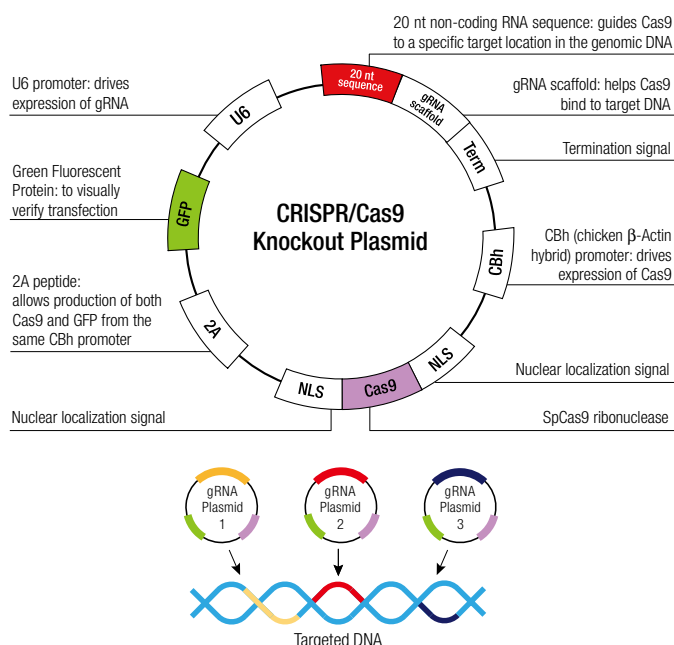 20 nt non-coding RNA sequence: guides Cas9
to a specific target location in the genomic DNA
U6 promoter: drives
expression of gRNA
gRNA scaffold: helps Cas9
bind to target DNA
Termination signal
Green Fluorescent
Protein: to visually
verify transfection
CBh (chicken β-Actin
hybrid) promoter: drives
expression of Cas9
2A peptide:
allows production of both
Cas9 and GFP from the
same CBh promoter
Nuclear localization signal
Nuclear localization signal
SpCas9 ribonuclease
20 nt
sequence
gRNA
scaffold
Term
CBh
NLS
Cas9
NLS
2A
GFP
U6
CRISPR/Cas9
Knockout Plasmid
gRNA
Plasmid
1
gRNA
Plasmid
2
gRNA
Plasmid
3
Targeted DNA